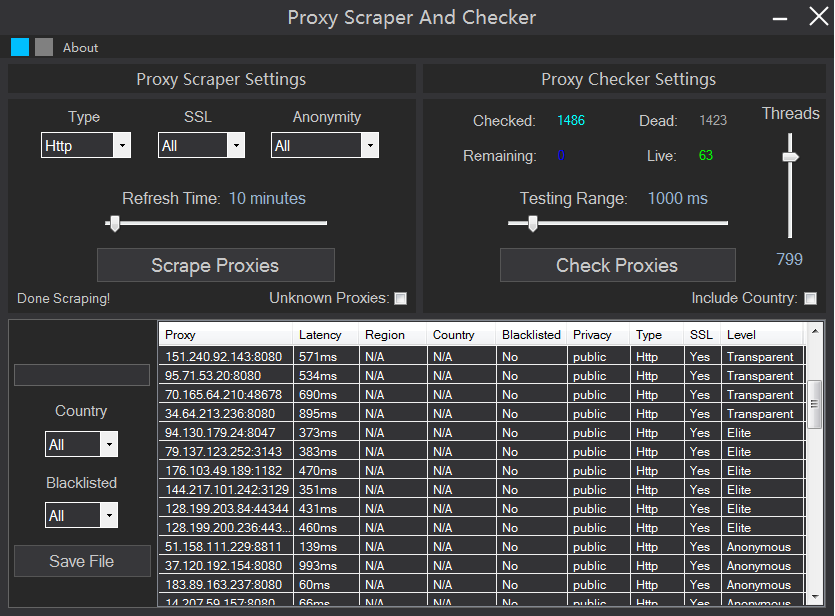 Proxy Scraper And Checker
About
Proxy Scraper Settings
Type SSL Anonymity
Http All All
Refresh Time: 10 minutes
Scrape Proxies
Done Scraping! Unknown Proxies:
Proxy Checker Settings
Checked: 1486 Dead: 1423
Remaining: 0 Live: 63
Testing Range: 1000 ms
Check Proxies
Threads
799
Include Country:
Country
All
Blacklisted
All
Save File
Proxy Latency Region Country Blacklisted Privacy Type SSL Level
151.240.92.143:8080 571ms N/A N/A No public Http Yes Transparent
95.71.53.20:8080 534ms N/A N/A No public Http Yes Transparent
70.165.64.210:48678 690ms N/A N/A No public Http Yes Transparent
34.64.213.236:8080 895ms N/A N/A No public Http Yes Transparent
94.130.179.24:8047 373ms N/A N/A No public Http Yes Elite
79.137.123.252:3143 383ms N/A N/A No public Http Yes Elite
176.103.49.189:1182 470ms N/A N/A No public Http Yes Elite
144.217.101.242:3129 351ms N/A N/A No public Http Yes Elite
128.199.203.84:44344 431ms N/A N/A No public Http Yes Elite
128.199.200.236:443... 460ms N/A N/A No public Http Yes Elite
51.158.111.229:8811 139ms N/A N/A No public Http Yes Anonymous
37.120.192.154:8080 993ms N/A N/A No public Http Yes Anonymous
183.89.163.237:8080 60ms N/A N/A No public Http Yes Anonymous
14.207.59.157:8080 66ms N/A N/A No public Http Yes Anonymous